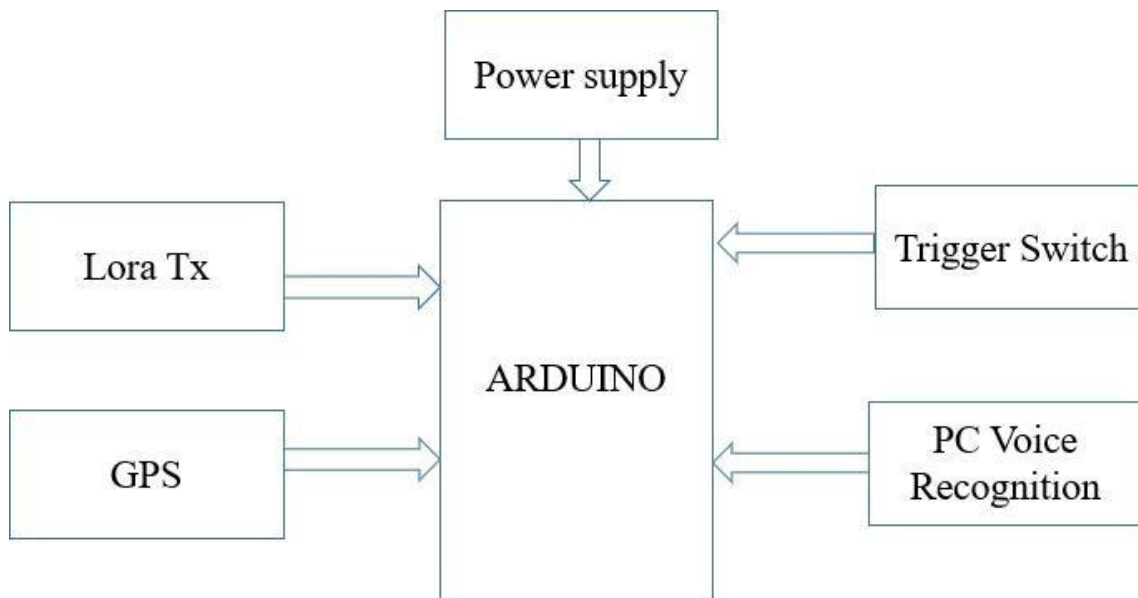 Power supply
Lora Tx
Trigger Switch
ARDUINO
GPS
PC Voice
Recognition